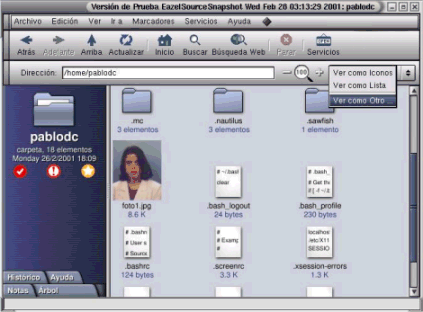 Versión de Prueba EazelSourceSnapshot Wed Feb 28 03:13:29 2001: pablodc
Archivo Edición Ver Ir a Marcadores Servicios Ayuda
Atrás Adelante Arriba Actualizar Inicio Buscar Búsqueda Web Parar Servicios
Dirección: /home/pablodc 100 Ver como Iconos
Ver como Lista
Ver como Otro ...
pablodc
carpeta, 18 elementos
Monday 26/2/2001 18:09
.mc
3 elementos
.nautilus
3 elementos
.sawfish
1 elemento
foto1.jpg
8.6 K
# ~/.bash
clear
.bash_logout
24 bytes
# .bash_
# Get th
if [ -f ~/.
.bash_profile
230 bytes
# .bashrc
# User s
# Source
.bashrc
124 bytes
#
# Examp
#
.screenrc
3.3 K
localhos
/etc/X11
SESSIO
.xsession-errors
1.3 K
Histórico Ayuda
Notas Árbol